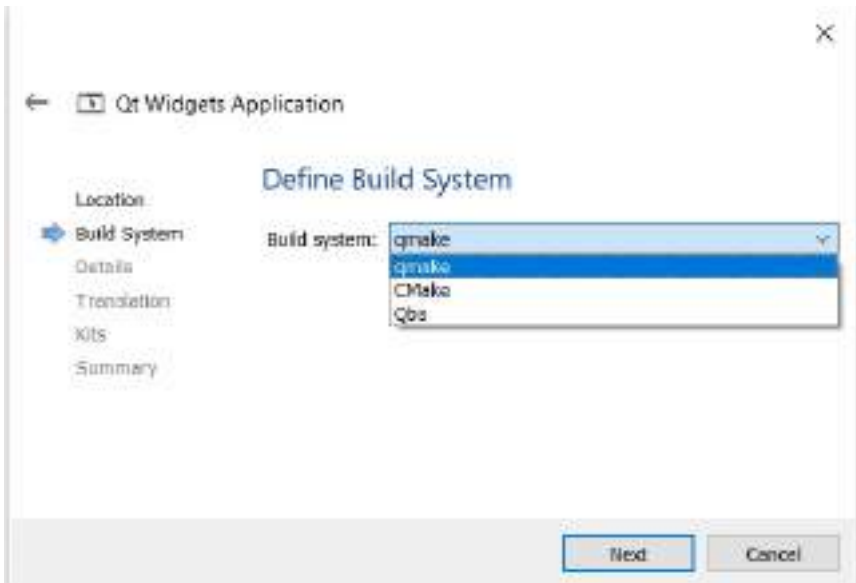 Qt Widgets Application
Define Build System
Location
Build System
Details
Translation
Kits
Summary
Build system: qmake
qmake
CMake
Qbs
Next
Cancel